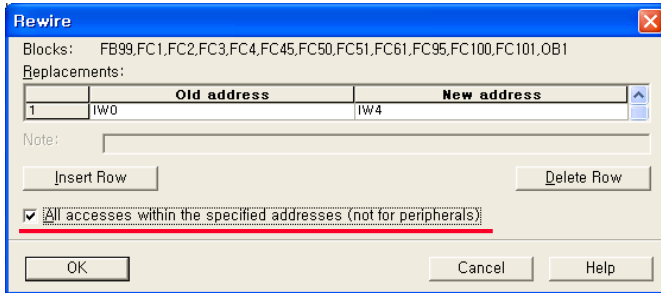 Rewire
Blocks: FB99,FC1,FC2,FC3,FC4,FC45,FC50,FC51,FC61,FC95,FC100,FC101,OB1
Replacements:
Old address New address
1 IW0 IW4
Note:
Insert Row Delete Row
All accesses within the specified addresses (not for peripherals)
OK Cancel Help